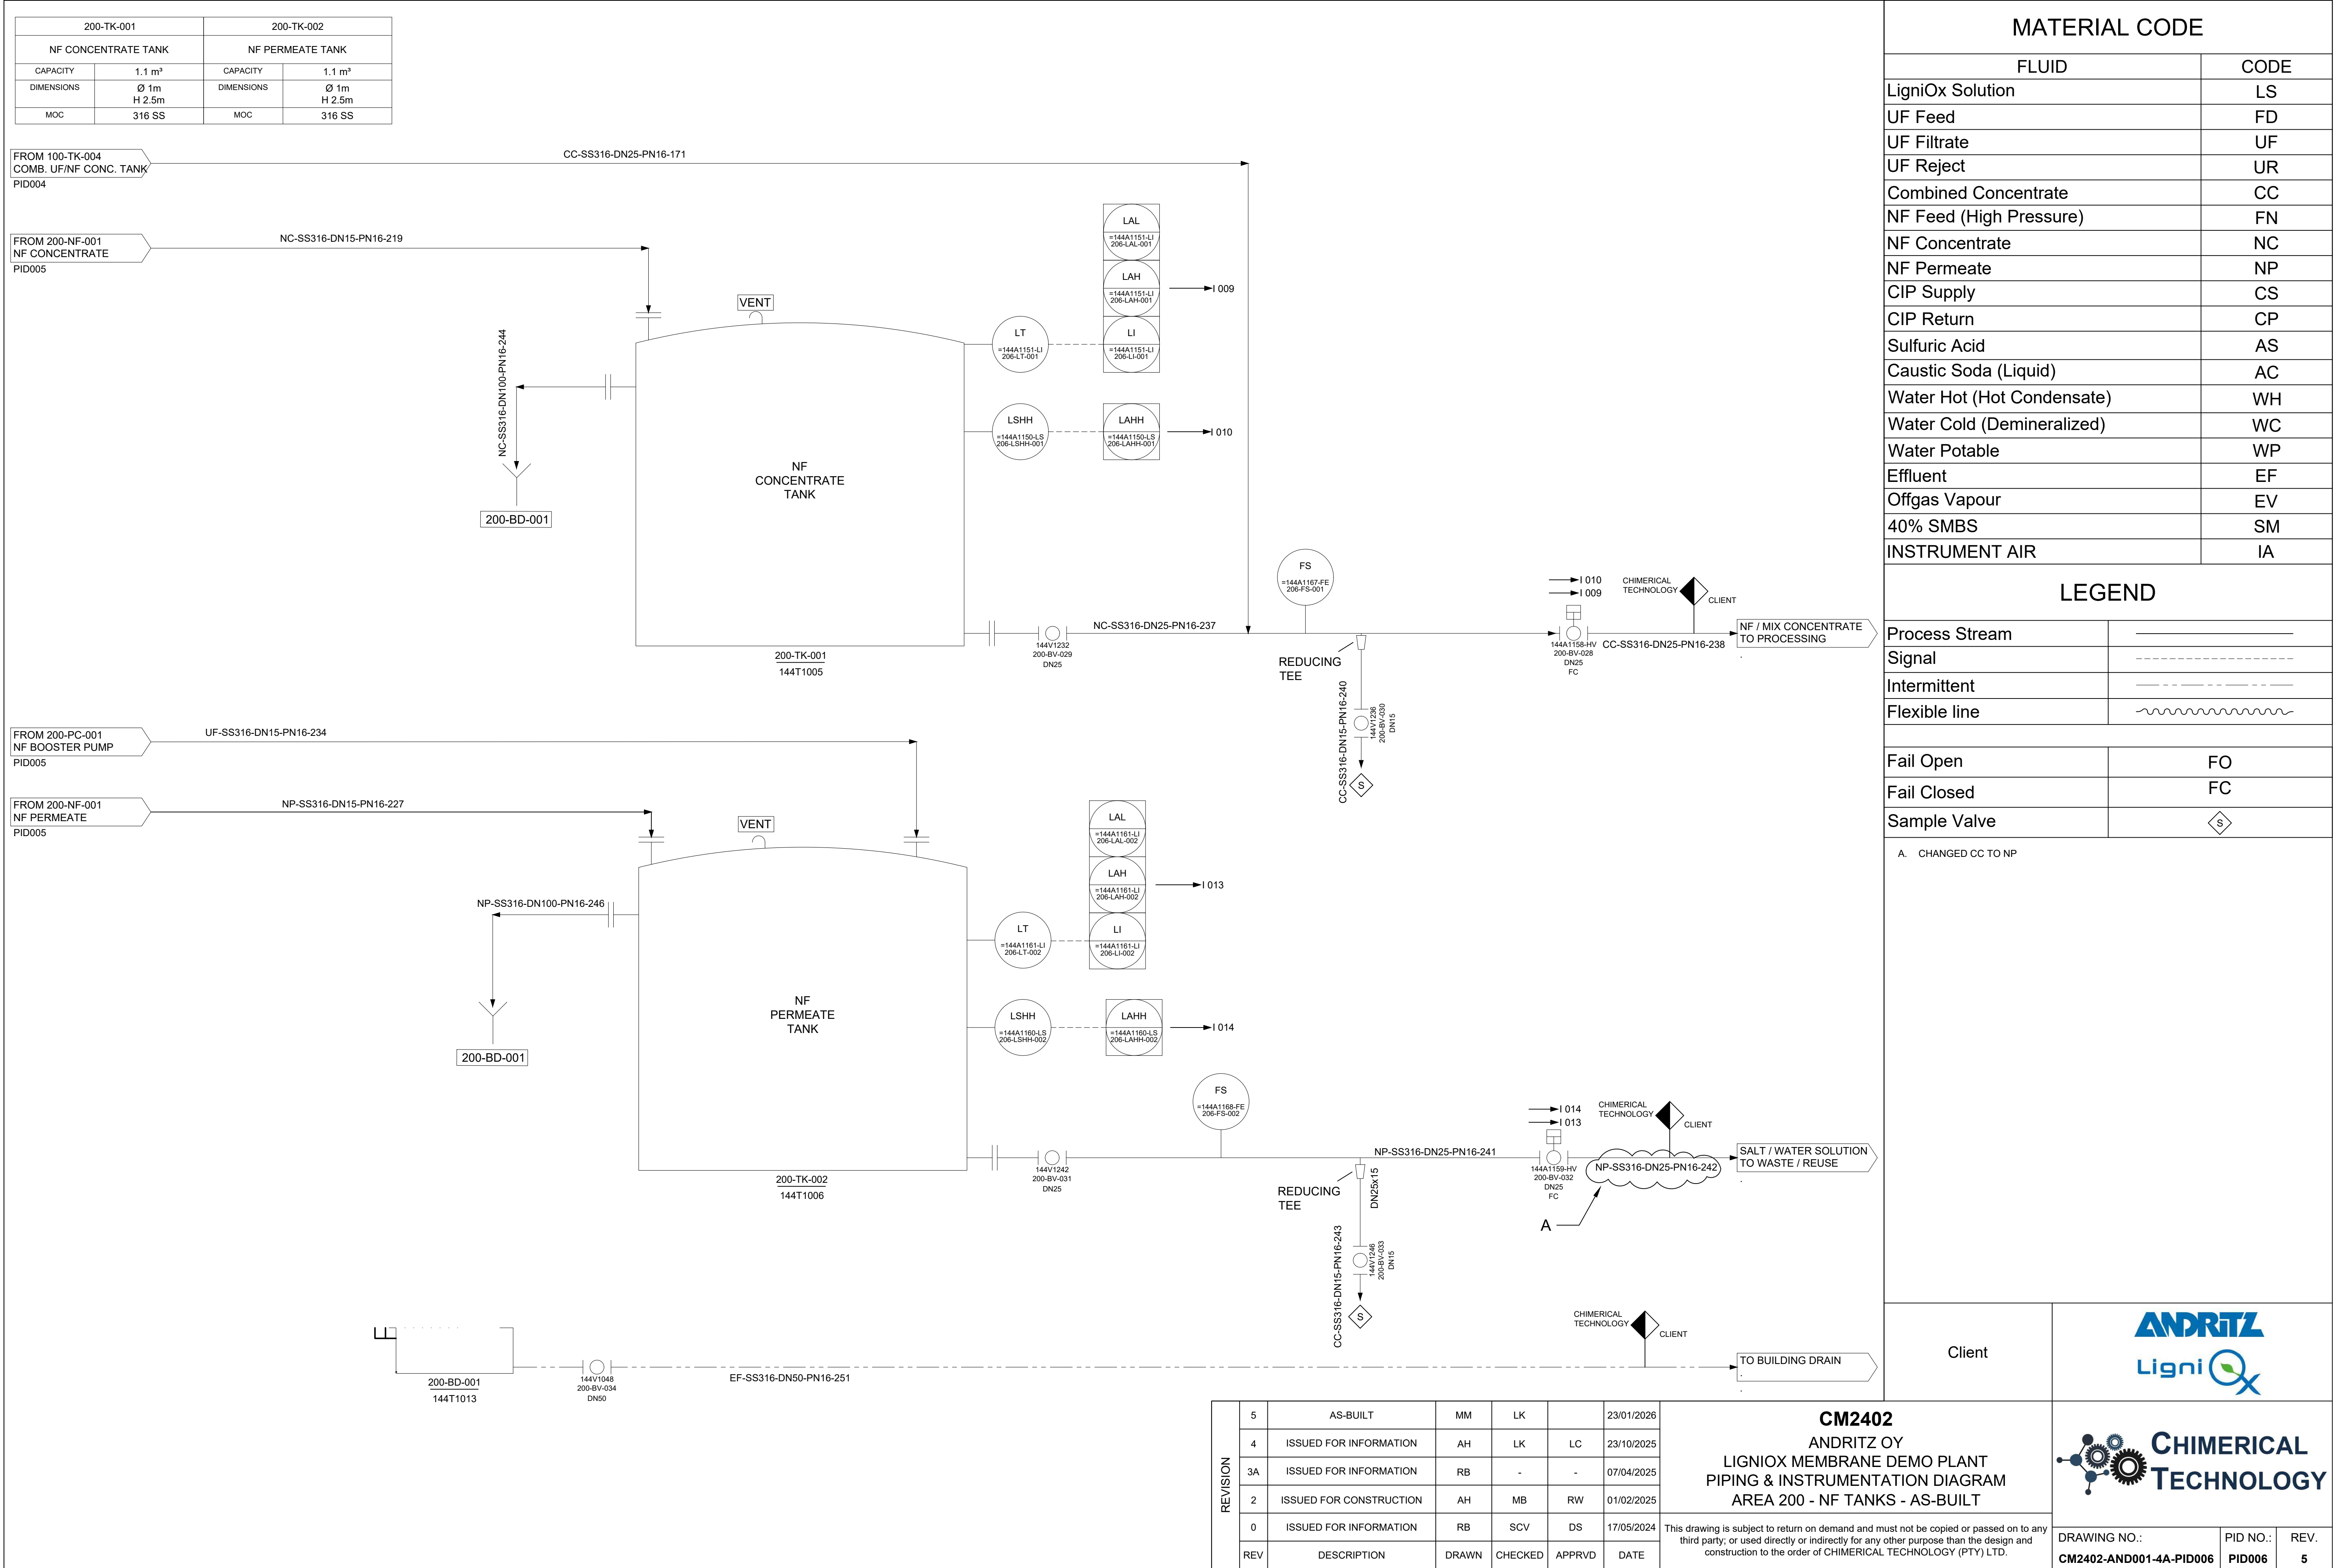 200-TK-001 200-TK-002
NF CONCENTRATE TANK NF PERMEATE TANK
CAPACITY 1.1 m³ CAPACITY 1.1 m³
DIMENSIONS Ø 1m DIMENSIONS Ø 1m
H 2.5m H 2.5m
MOC 316 SS MOC 316 SS
FROM 100-TK-004
COMB. UF/NF CONC. TANK
PID004
CC-SS316-DN25-PN16-171
FROM 200-NF-001
NF CONCENTRATE
PID005
NC-SS316-DN15-PN16-219
VENT
NC-SS316-DN100-PN16-244
200-BD-001
NF
CONCENTRATE
TANK
200-TK-001
144T1005
LAL
=144A1151-LI
206-LAL-001
LAH
=144A1151-LI
206-LAH-001
I 009
LT
=144A1151-LI
206-LT-001
LI
=144A1151-LI
206-LI-001
LSHH
=144A1150-LS
206-LSHH-001
LAHH
=144A1150-LS
206-LAHH-001
I 010
FS
=144A1167-FE
206-FS-001
144V1232
200-BV-029
DN25
NC-SS316-DN25-PN16-237
REDUCING
TEE
CC-SS316-DN15-PN16-240
144V1236
200-BV-030
DN15
S
I 010
I 009
144A1158-HV
200-BV-028
DN25
FC
CC-SS316-DN25-PN16-238
CHIMERICAL
TECHNOLOGY
CLIENT
NF / MIX CONCENTRATE
TO PROCESSING
FROM 200-PC-001
NF BOOSTER PUMP
PID005
UF-SS316-DN15-PN16-234
FROM 200-NF-001
NF PERMEATE
PID005
NP-SS316-DN15-PN16-227
VENT
NP-SS316-DN100-PN16-246
200-BD-001
NF
PERMEATE
TANK
200-TK-002
144T1006
LAL
=144A1161-LI
206-LAL-002
LAH
=144A1161-LI
206-LAH-002
I 013
LT
=144A1161-LI
206-LT-002
LI
=144A1161-LI
206-LI-002
LSHH
=144A1160-LS
206-LSHH-002
LAHH
=144A1160-LS
206-LAHH-002
I 014
FS
=144A1168-FE
206-FS-002
144V1242
200-BV-031
DN25
NP-SS316-DN25-PN16-241
REDUCING
TEE
DN25x15
CC-SS316-DN15-PN16-243
144V1246
200-BV-033
DN15
S
I 014
I 013
144A1159-HV
200-BV-032
DN25
FC
NP-SS316-DN25-PN16-242
A
CHIMERICAL
TECHNOLOGY
CLIENT
SALT / WATER SOLUTION
TO WASTE / REUSE
200-BD-001
144T1013
144V1048
200-BV-034
DN50
EF-SS316-DN50-PN16-251
CHIMERICAL
TECHNOLOGY
CLIENT
TO BUILDING DRAIN
MATERIAL CODE
FLUID CODE
LigniOx Solution LS
UF Feed FD
UF Filtrate UF
UF Reject UR
Combined Concentrate CC
NF Feed (High Pressure) FN
NF Concentrate NC
NF Permeate NP
CIP Supply CS
CIP Return CP
Sulfuric Acid AS
Caustic Soda (Liquid) AC
Water Hot (Hot Condensate) WH
Water Cold (Demineralized) WC
Water Potable WP
Effluent EF
Offgas Vapour EV
40% SMBS SM
INSTRUMENT AIR IA
LEGEND
Process Stream
Signal
Intermittent
Flexible line
Fail Open FO
Fail Closed FC
Sample Valve S
A. CHANGED CC TO NP
Client
ANDRITZ
LigniOx
REVISION
5 AS-BUILT MM LK 23/01/2026
4 ISSUED FOR INFORMATION AH LK LC 23/10/2025
3A ISSUED FOR INFORMATION RB - - 07/04/2025
2 ISSUED FOR CONSTRUCTION AH MB RW 01/02/2025
0 ISSUED FOR INFORMATION RB SCV DS 17/05/2024
REV DESCRIPTION DRAWN CHECKED APPRVD DATE
CM2402
ANDRITZ OY
LIGNIOX MEMBRANE DEMO PLANT
PIPING & INSTRUMENTATION DIAGRAM
AREA 200 - NF TANKS - AS-BUILT
This drawing is subject to return on demand and must not be copied or passed on to any
third party; or used directly or indirectly for any other purpose than the design and
construction to the order of CHIMERICAL TECHNOLOGY (PTY) LTD.
CHIMERICAL
TECHNOLOGY
DRAWING NO.: PID NO.: REV.
CM2402-AND001-4A-PID006 PID006 5